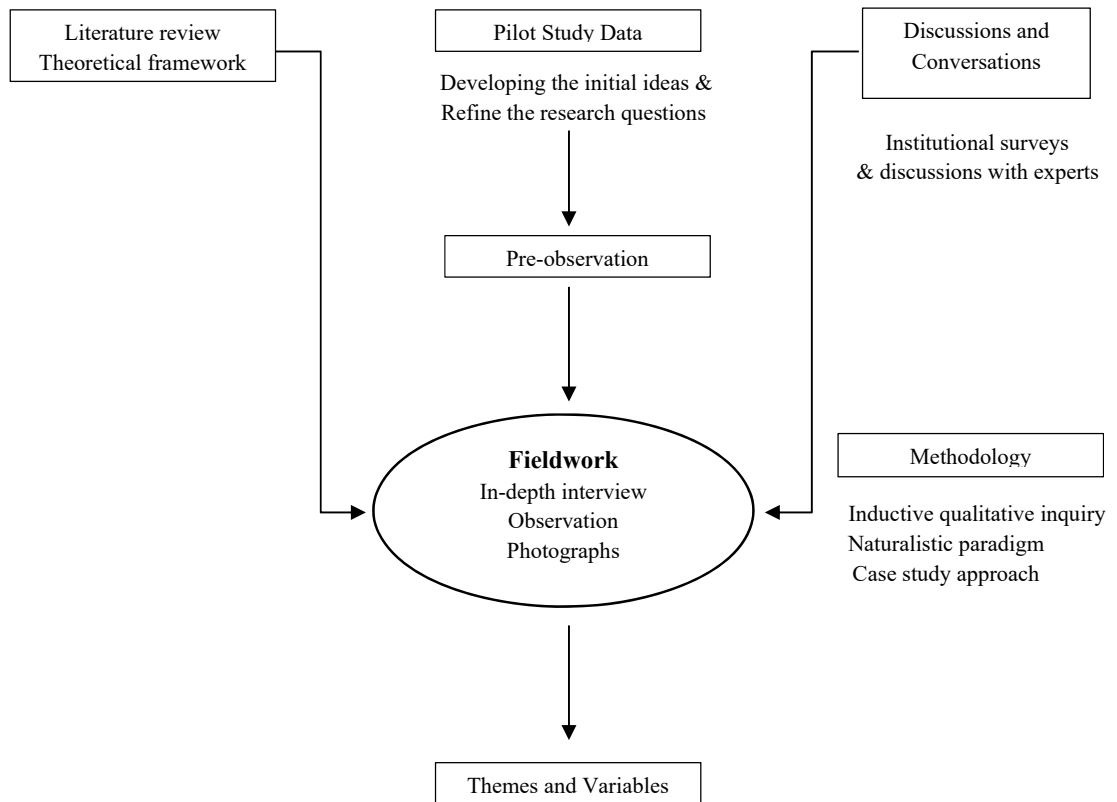 Literature review
Theoretical framework
Pilot Study Data
Developing the initial ideas &
Refine the research questions
Discussions and
Conversations
Institutional surveys
& discussions with experts
Pre-observation
Fieldwork
In-depth interview
Observation
Photographs
Methodology
Inductive qualitative inquiry
Naturalistic paradigm
Case study approach
Themes and Variables